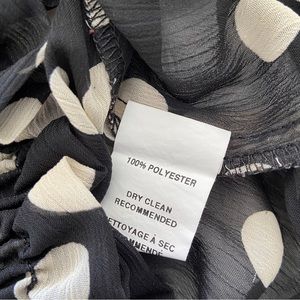 100% POLYESTER
DRY CLEAN
RECOMMENDED
NETTOYAGE À SEC